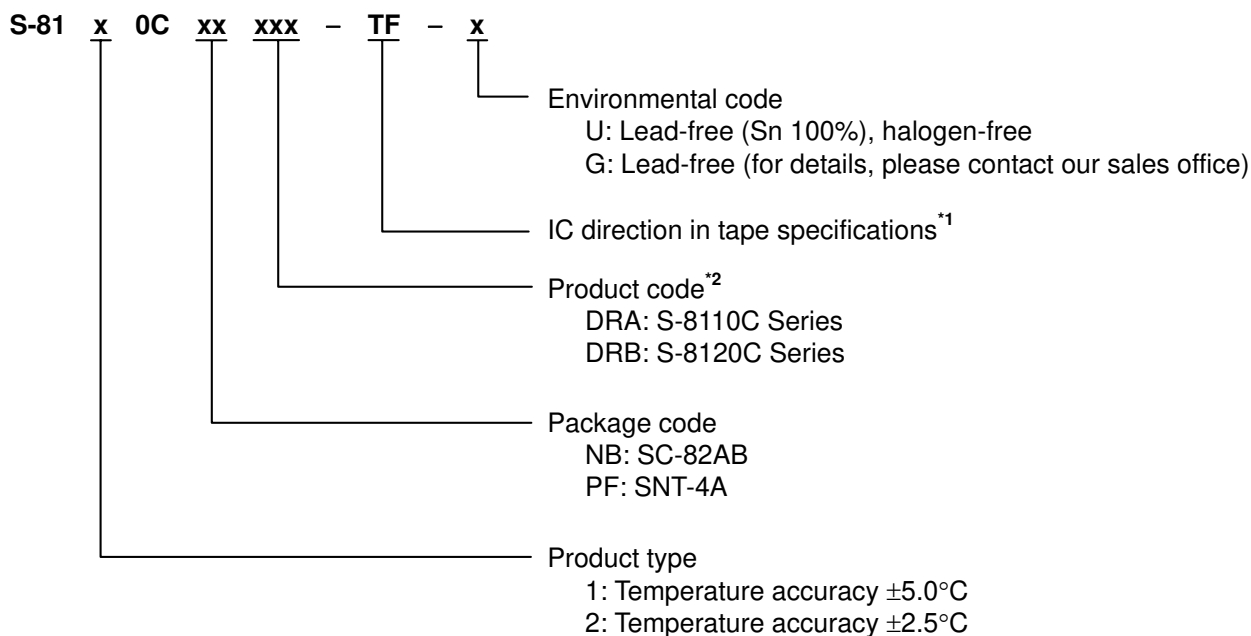 S-81 x 0C xx xxx – TF – x
Environmental code
U: Lead-free (Sn 100%), halogen-free
G: Lead-free (for details, please contact our sales office)
IC direction in tape specifications*1
Product code*2
DRA: S-8110C Series
DRB: S-8120C Series
Package code
NB: SC-82AB
PF: SNT-4A
Product type
1: Temperature accuracy ±5.0°C
2: Temperature accuracy ±2.5°C